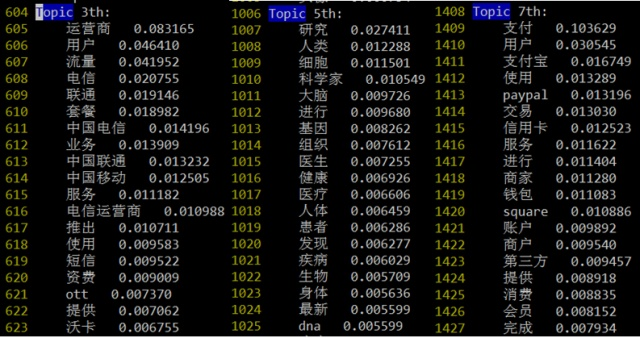 604 Topic 3th:
605 运营商 0.083165
606 用户 0.046410
607 流量 0.041952
608 电信 0.020755
609 联通 0.019146
610 套餐 0.018982
611 中国电信 0.014196
612 业务 0.013909
613 中国联通 0.013232
614 中国移动 0.012505
615 服务 0.011182
616 电信运营商 0.010988
617 推出 0.010711
618 使用 0.009583
619 短信 0.009522
620 资费 0.009009
621 ott 0.007370
622 提供 0.007062
623 沃卡 0.006755
1006 Topic 5th:
1007 研究 0.027411
1008 人类 0.012288
1009 细胞 0.011501
1010 科学家 0.010549
1011 大脑 0.009726
1012 进行 0.009680
1013 基因 0.008262
1014 组织 0.007612
1015 医生 0.007255
1016 健康 0.006926
1017 医疗 0.006606
1018 人体 0.006459
1019 患者 0.006286
1020 发现 0.006277
1021 疾病 0.006029
1022 生物 0.005709
1023 身体 0.005636
1024 最新 0.005599
1025 dna 0.005599
1408 Topic 7th:
1409 支付 0.103629
1410 用户 0.030545
1411 支付宝 0.016749
1412 使用 0.013289
1413 paypal 0.013196
1414 交易 0.013030
1415 信用卡 0.012523
1416 服务 0.011622
1417 进行 0.011404
1418 商家 0.011280
1419 钱包 0.011083
1420 square 0.010886
1421 账户 0.009892
1422 商户 0.009540
1423 第三方 0.009457
1424 提供 0.008918
1425 消费 0.008835
1426 会员 0.008152
1427 完成 0.007934